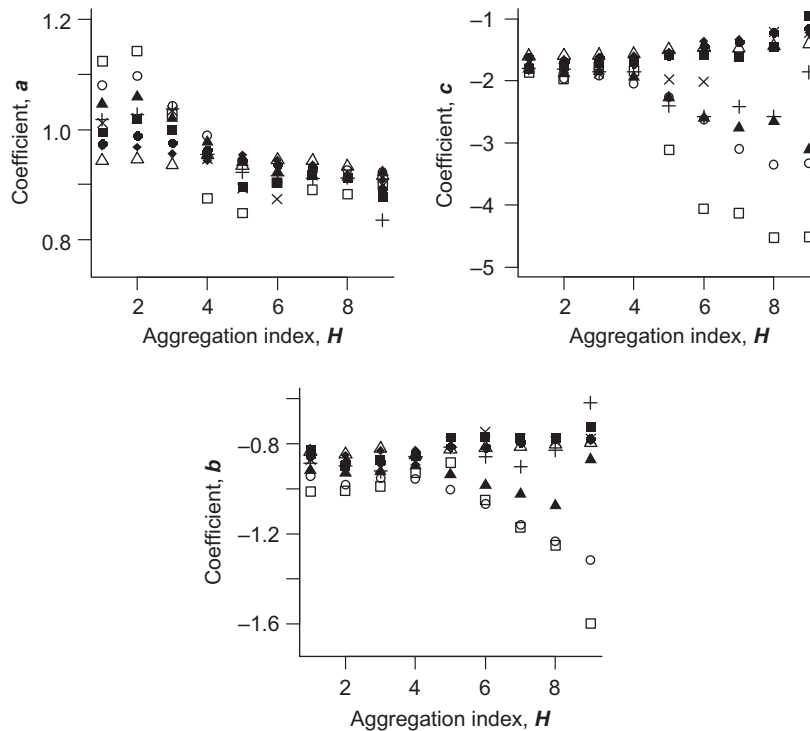 1.2
1.0
0.8
Coefficient, a
2 4 6 8
Aggregation index, H
–1
–2
–3
–4
–5
Coefficient, c
2 4 6 8
Aggregation index, H
–0.8
–1.2
–1.6
Coefficient, b
2 4 6 8
Aggregation index, H